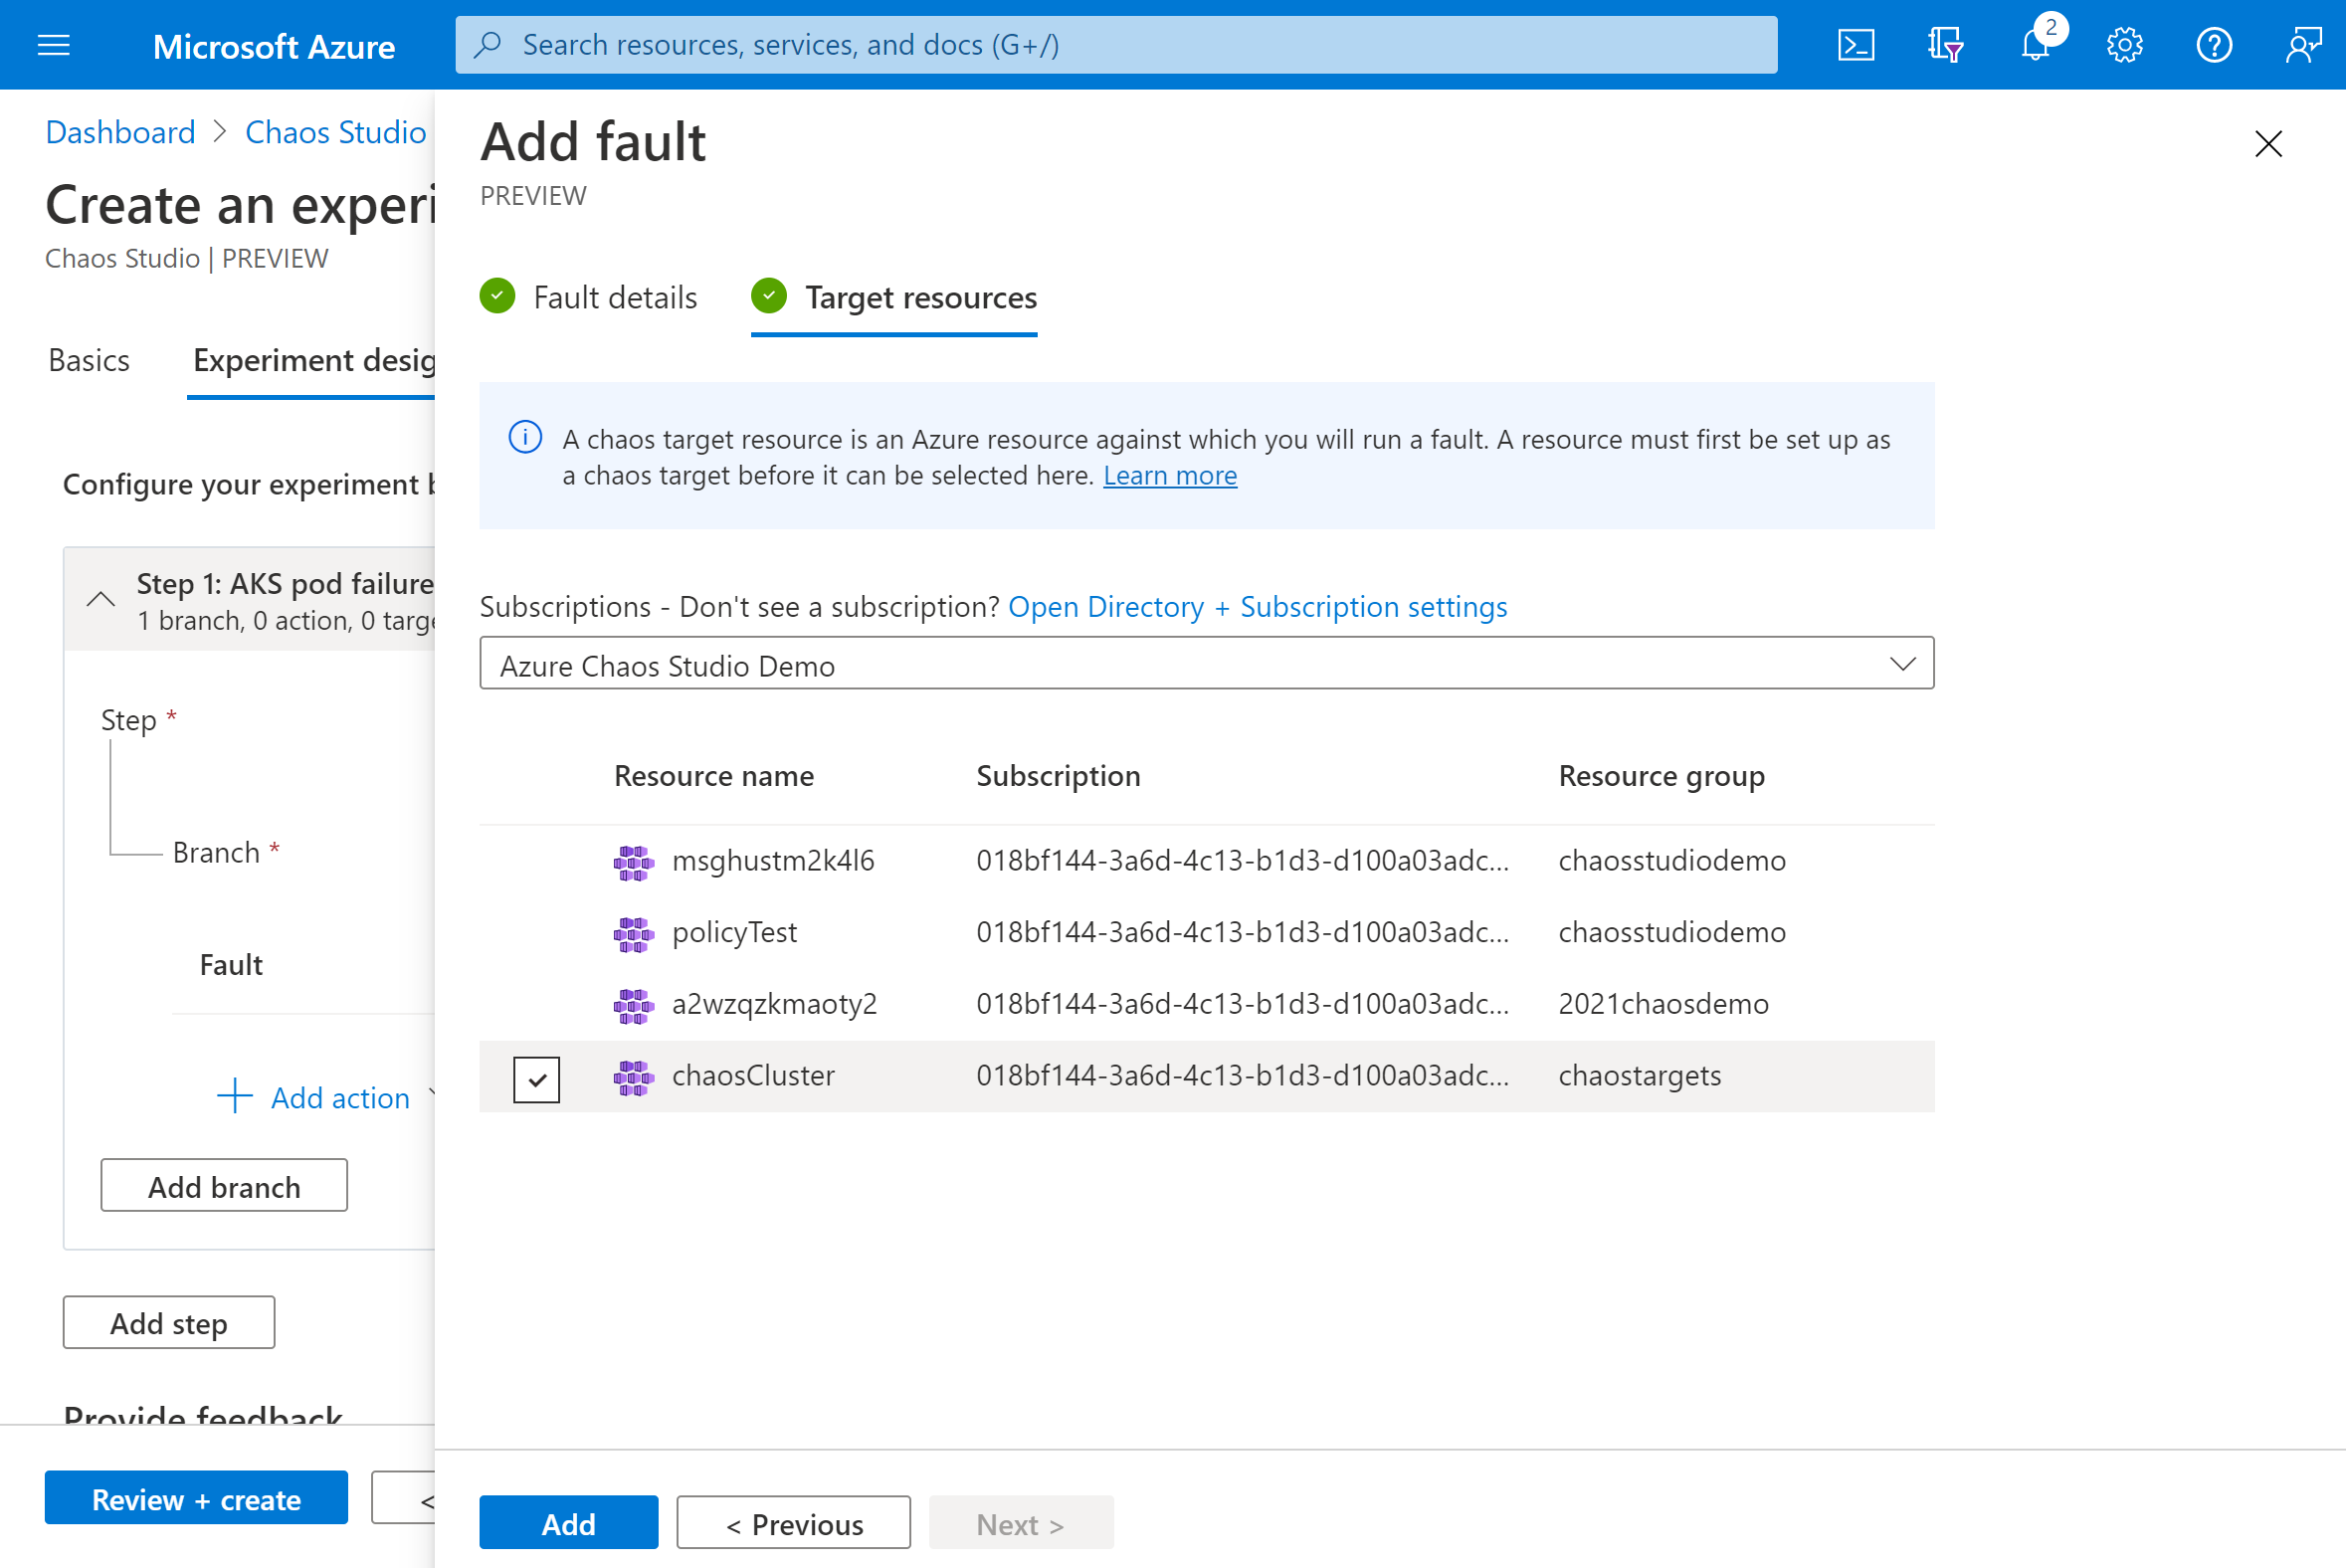 Microsoft Azure
Search resources, services, and docs (G+/)
2
Dashboard > Chaos Studio
Create an experi
Chaos Studio | PREVIEW
Basics
Experiment desig
Configure your experiment b
Step 1: AKS pod failure
1 branch, 0 action, 0 targe
Step *
Branch *
Fault
+ Add action
Add branch
Add step
Provide feedback
Review + create
<
Add fault
PREVIEW
Fault details
Target resources
A chaos target resource is an Azure resource against which you will run a fault. A resource must first be set up as
a chaos target before it can be selected here. Learn more
Subscriptions - Don't see a subscription? Open Directory + Subscription settings
Azure Chaos Studio Demo
Resource name Subscription Resource group
msghustm2k4l6 018bf144-3a6d-4c13-b1d3-d100a03adc... chaosstudiodemo
policyTest 018bf144-3a6d-4c13-b1d3-d100a03adc... chaosstudiodemo
a2wzqzkmaoty2 018bf144-3a6d-4c13-b1d3-d100a03adc... 2021chaosdemo
chaosCluster 018bf144-3a6d-4c13-b1d3-d100a03adc... chaostargets
Add
< Previous
Next >